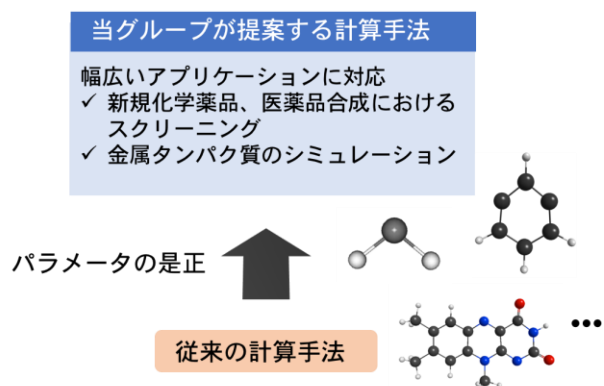 当グループが提案する計算手法
幅広いアプリケーションに対応
✓ 新規化学薬品、医薬品合成における
スクリーニング
✓ 金属タンパク質のシミュレーション
パラメータの是正
従来の計算手法
•••